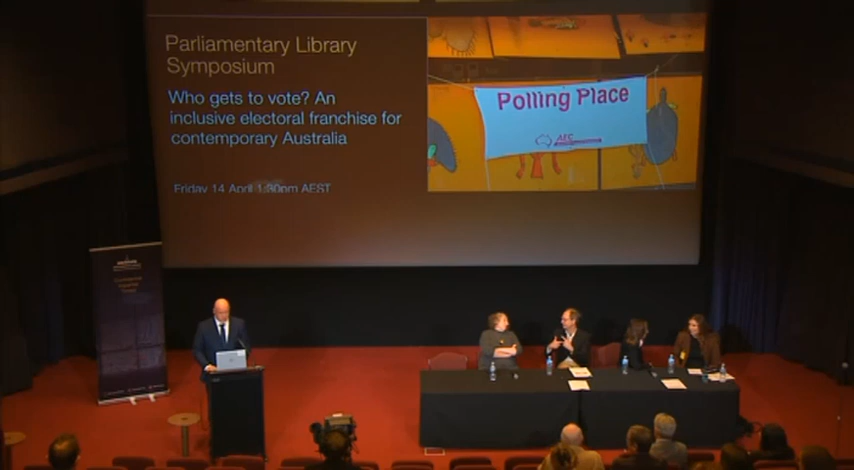 Parliamentary Library
Symposium
Who gets to vote? An
inclusive electoral franchise for
contemporary Australia
Friday 14 April 1:30pm AEST
Polling Place
AEC